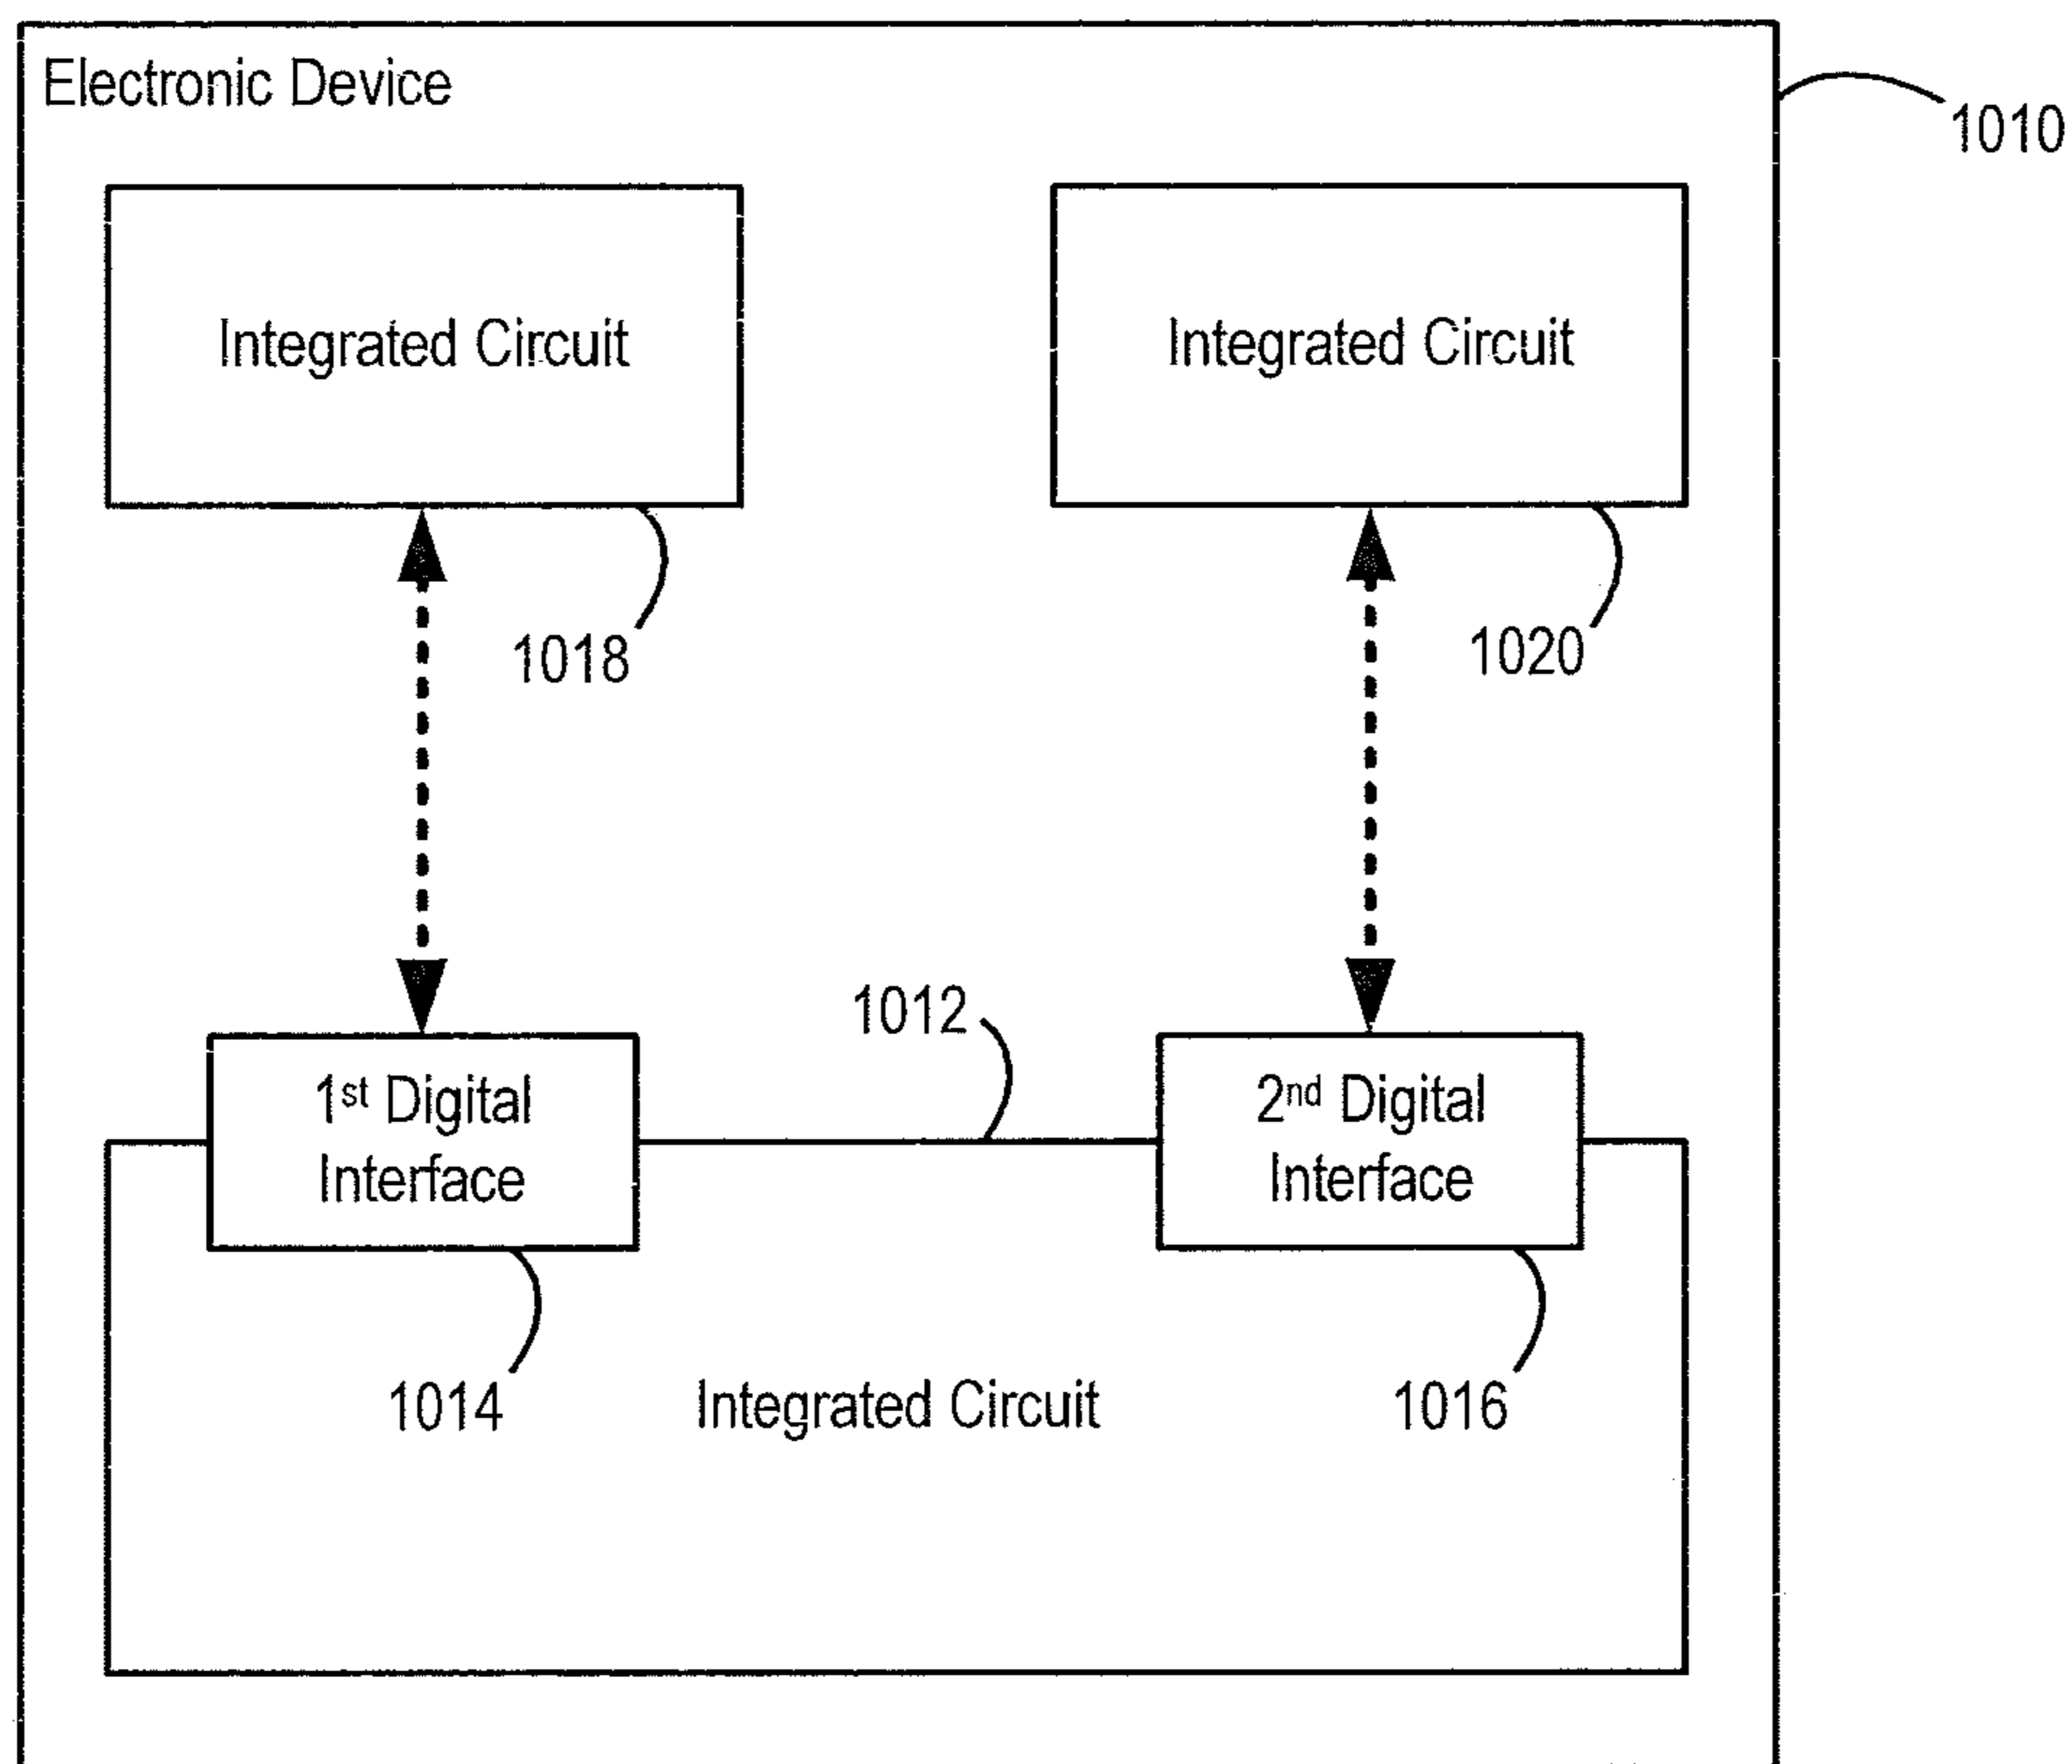 Electronic Device
1010
Integrated Circuit
Integrated Circuit
1018
1020
1012
1st Digital
Interface
2nd Digital
Interface
1014
Integrated Circuit
1016